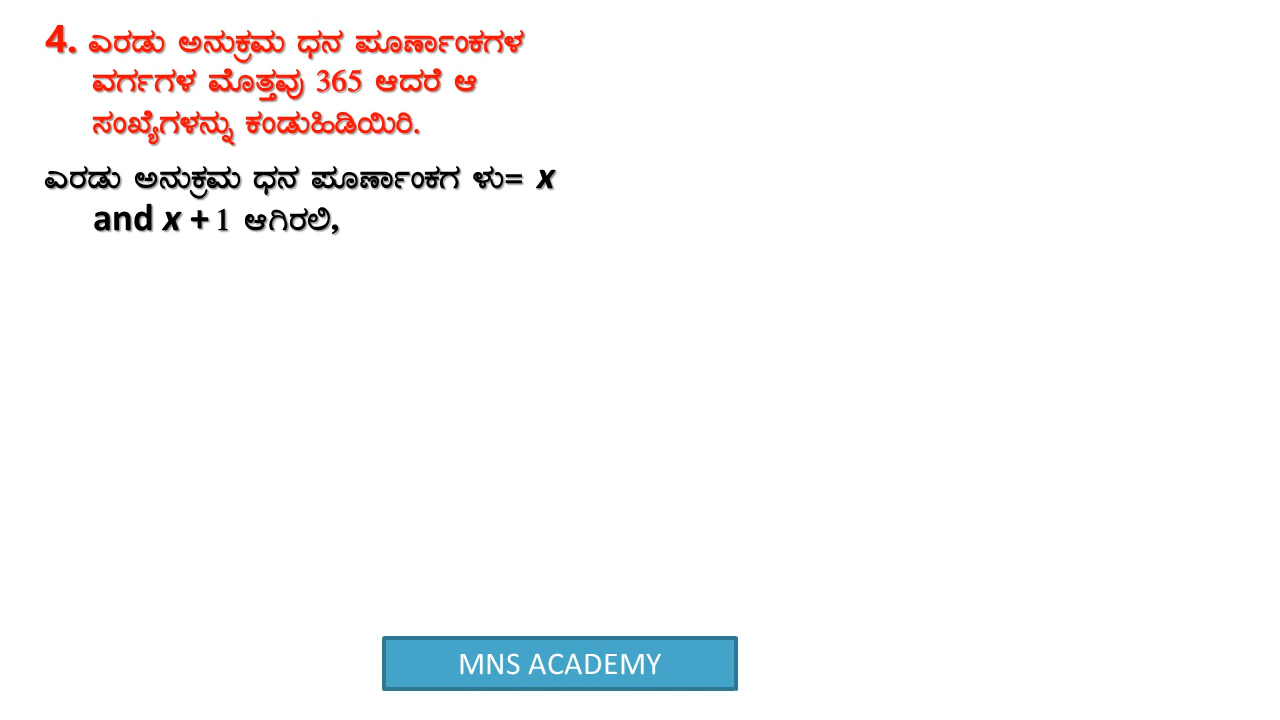 4. ಎರಡು ಅನುಕ್ರಮ ಧನ ಪೂರ್ಣಾಂಕಗಳ
ವರ್ಗಗಳ ಮೊತ್ತವು 365 ಆದರೆ ಆ
ಸಂಖ್ಯೆಗಳನ್ನು ಕಂಡುಹಿಡಿಯಿರಿ.
ಎರಡು ಅನುಕ್ರಮ ಧನ ಪೂರ್ಣಾಂಕಗ ಳು= x
and x + 1 ಆಗಿರಲಿ,
MNS ACADEMY